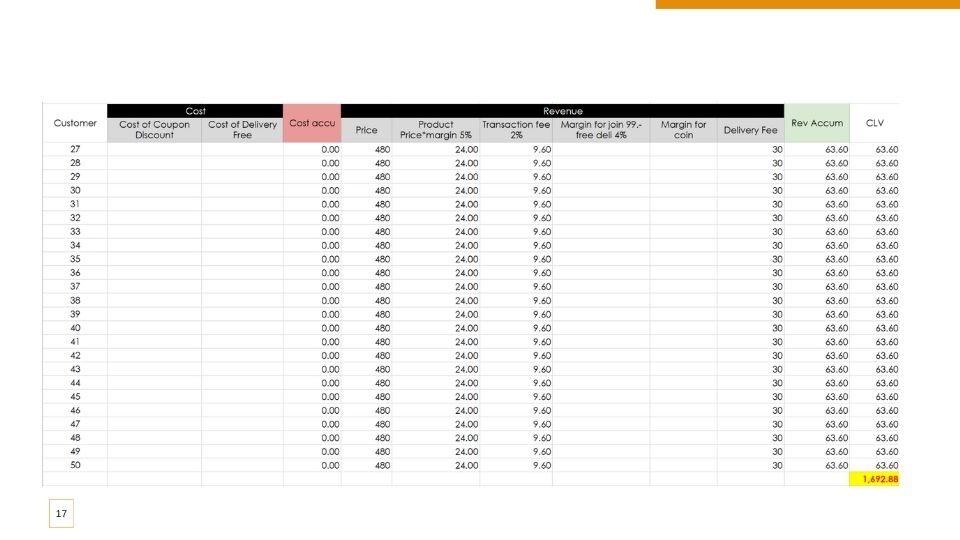 Cost Revenue
Customer Cost of Coupon Discount Cost of Delivery Free Cost accu Price Product Price*margin 5% Transaction fee 2% Margin for join 99.- free deli 4% Margin for coin Delivery Fee Rev Accum CLV
27 0.00 480 24.00 9.60 30 63.60 63.60
28 0.00 480 24.00 9.60 30 63.60 63.60
29 0.00 480 24.00 9.60 30 63.60 63.60
30 0.00 480 24.00 9.60 30 63.60 63.60
31 0.00 480 24.00 9.60 30 63.60 63.60
32 0.00 480 24.00 9.60 30 63.60 63.60
33 0.00 480 24.00 9.60 30 63.60 63.60
34 0.00 480 24.00 9.60 30 63.60 63.60
35 0.00 480 24.00 9.60 30 63.60 63.60
36 0.00 480 24.00 9.60 30 63.60 63.60
37 0.00 480 24.00 9.60 30 63.60 63.60
38 0.00 480 24.00 9.60 30 63.60 63.60
39 0.00 480 24.00 9.60 30 63.60 63.60
40 0.00 480 24.00 9.60 30 63.60 63.60
41 0.00 480 24.00 9.60 30 63.60 63.60
42 0.00 480 24.00 9.60 30 63.60 63.60
43 0.00 480 24.00 9.60 30 63.60 63.60
44 0.00 480 24.00 9.60 30 63.60 63.60
45 0.00 480 24.00 9.60 30 63.60 63.60
46 0.00 480 24.00 9.60 30 63.60 63.60
47 0.00 480 24.00 9.60 30 63.60 63.60
48 0.00 480 24.00 9.60 30 63.60 63.60
49 0.00 480 24.00 9.60 30 63.60 63.60
50 0.00 480 24.00 9.60 30 63.60 63.60
1,692.88
17